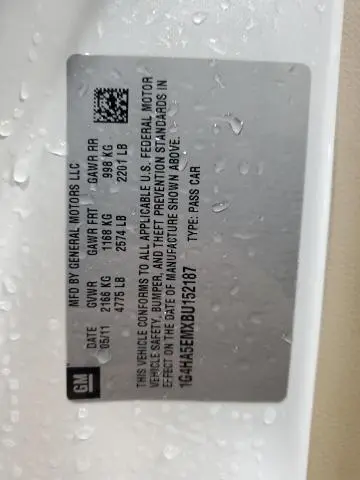 GM
MFD BY GENERAL MOTORS LLC
DATE GVWR GAWR FRT GAWR RR
05/11 2166 KG 1168 KG 998 KG
4775 LB 2574 LB 2201 LB
THIS VEHICLE CONFORMS TO ALL APPLICABLE U.S. FEDERAL MOTOR
VEHICLE SAFETY, BUMPER, AND THEFT PREVENTION STANDARDS IN
EFFECT ON THE DATE OF MANUFACTURE SHOWN ABOVE.
TYPE: PASS CAR
1G4HA5EMXBU152187